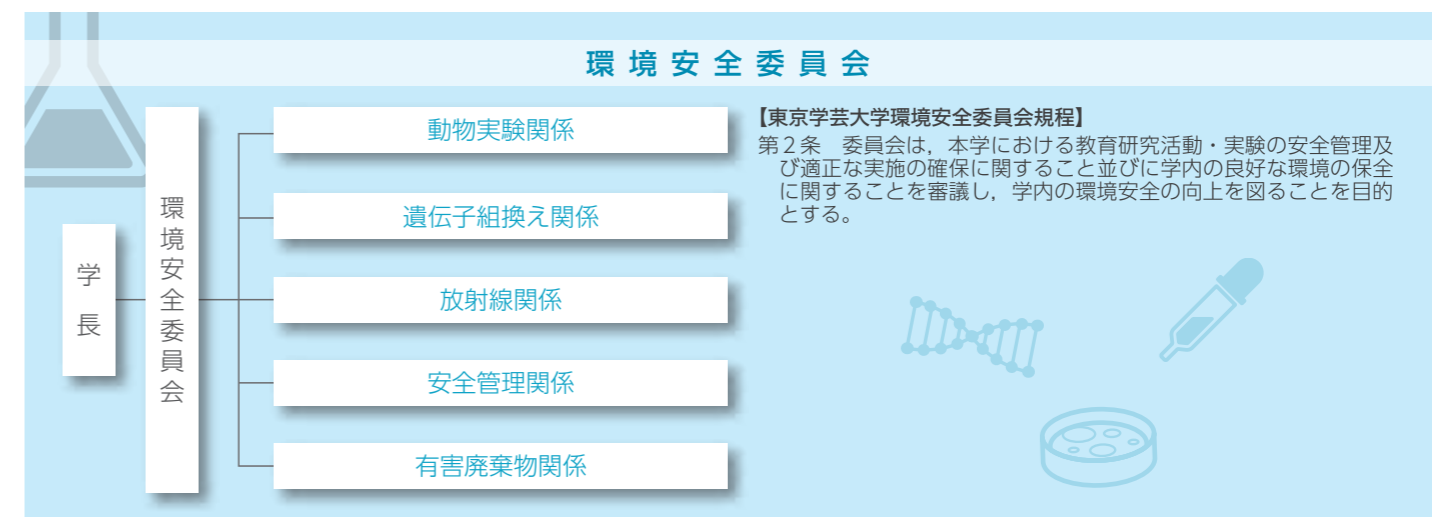 環境安全委員会
学長
環境安全委員会
動物実験関係
遺伝子組換え関係
放射線関係
安全管理関係
有害廃棄物関係
【東京学芸大学環境安全委員会規程】
第2条　委員会は，本学における教育研究活動・実験の安全管理及
び適正な実施の確保に関すること並びに学内の良好な環境の保全
に関することを審議し，学内の環境安全の向上を図ることを目的
とする。